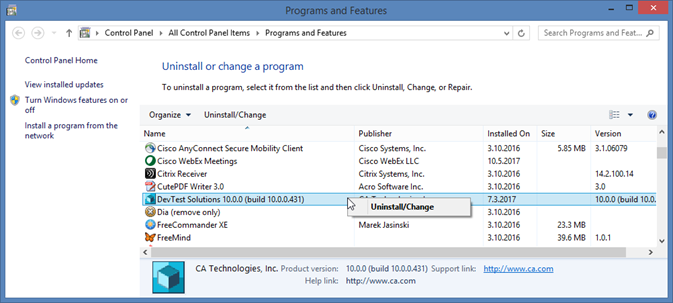 Programs and Features
Control Panel ▸ All Control Panel Items ▸ Programs and Features
Search Programs and Feat...
Control Panel Home
View installed updates
Turn Windows features on or
off
Install a program from the
network
Uninstall or change a program
To uninstall a program, select it from the list and then click Uninstall, Change, or Repair.
Organize Uninstall/Change
Name Publisher Installed On Size Version
Cisco AnyConnect Secure Mobility Client Cisco Systems, Inc. 3.10.2016 5.85 MB 3.1.06079
Cisco WebEx Meetings Cisco WebEx LLC 10.5.2017
Citrix Receiver Citrix Systems, Inc. 3.10.2016 14.2.100.14
CutePDF Writer 3.0 Acro Software Inc. 3.10.2016 3.0
DevTest Solutions 10.0.0 (build 10.0.0.431) 7.3.2017 10.0.0 (build 10.0....
Uninstall/Change
Dia (remove only) 3.10.2016
FreeCommander XE Marek Jasinski 3.10.2016 23.3 MB
FreeMind 3.10.2016 39.6 MB 1.0.1
CA Technologies, Inc. Product version: 10.0.0 (build 10.0.0.431) Support link: http://www.ca.com
Help link: http://www.ca.com